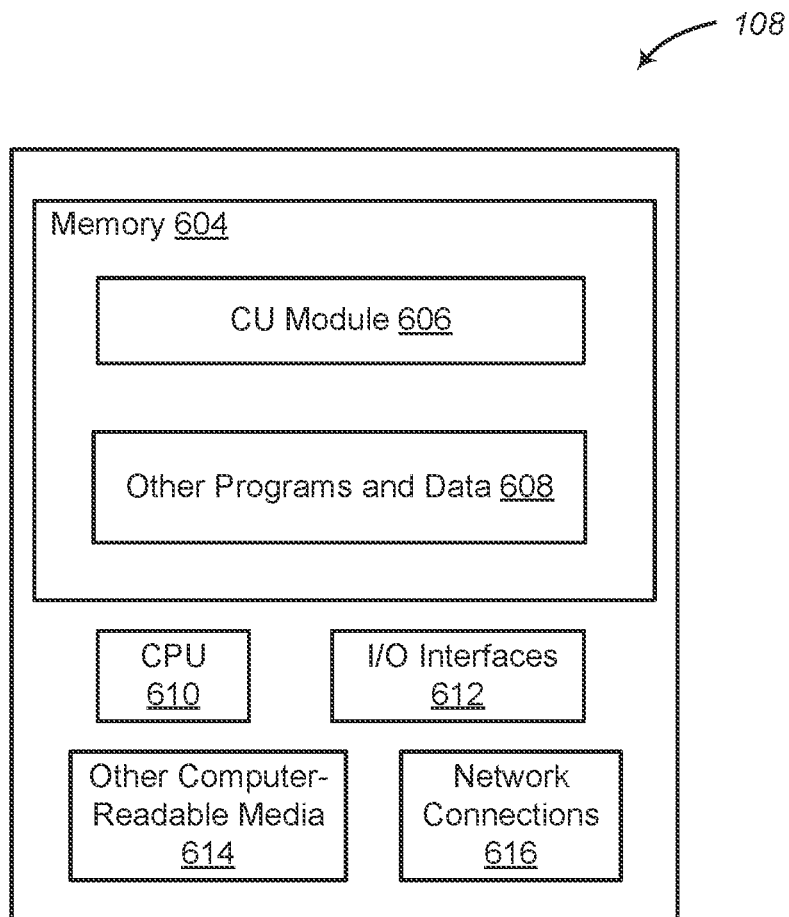 108
Memory 604
CU Module 606
Other Programs and Data 608
CPU
610
I/O Interfaces
612
Other Computer-
Readable Media
614
Network
Connections
616